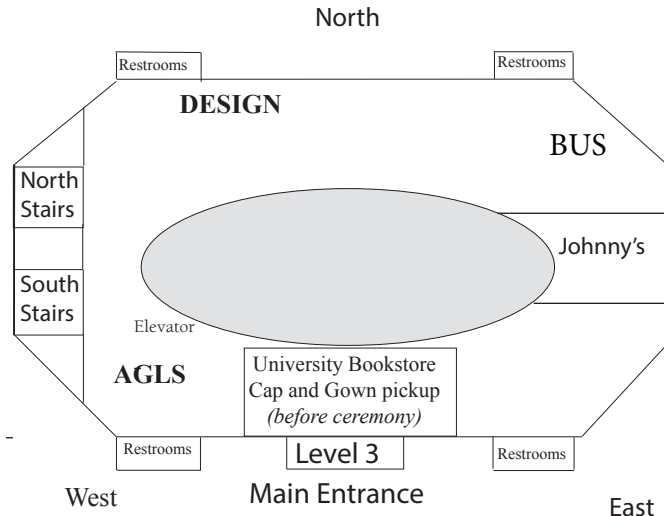 North
Restrooms
Restrooms
DESIGN
BUS
North
Stairs
Johnny's
South
Stairs
Elevator
AGLS
University Bookstore
Cap and Gown pickup
(before ceremony)
Restrooms
Level 3
Restrooms
West
Main Entrance
East